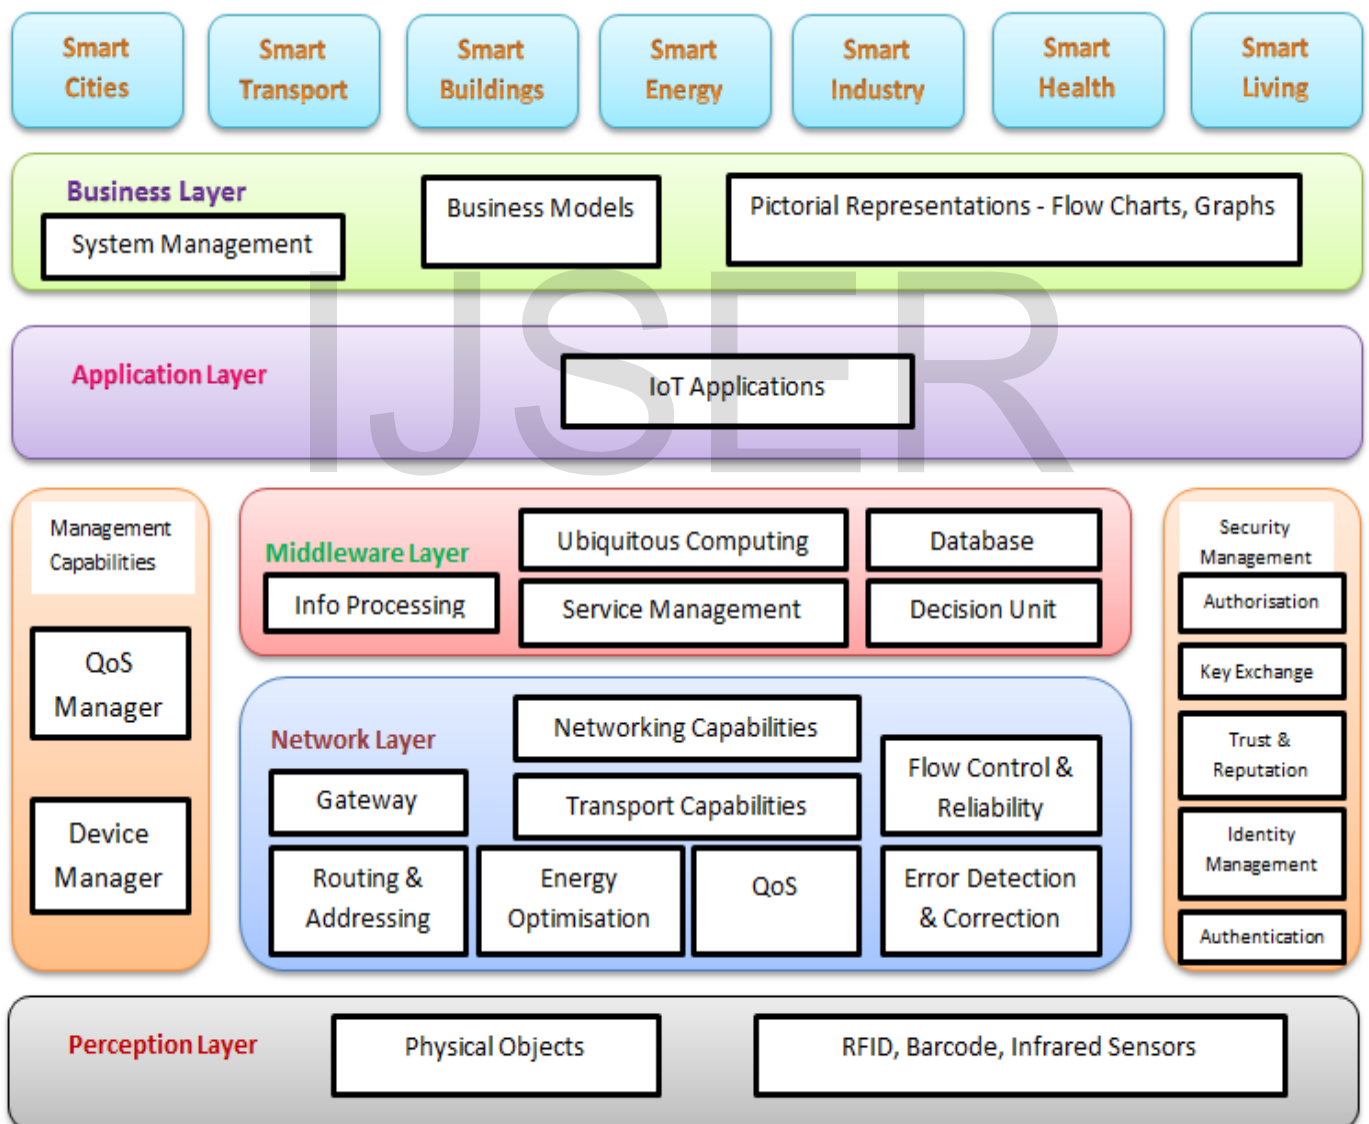 Smart
Cities
Smart
Transport
Smart
Buildings
Smart
Energy
Smart
Industry
Smart
Health
Smart
Living
Business Layer
System Management
Business Models
Pictorial Representations - Flow Charts, Graphs
IJSER
Application Layer
IoT Applications
Management
Capabilities
QoS
Manager
Device
Manager
Middleware Layer
Info Processing
Ubiquitous Computing
Database
Service Management
Decision Unit
Network Layer
Gateway
Networking Capabilities
Transport Capabilities
Flow Control &
Reliability
Routing &
Addressing
Energy
Optimisation
QoS
Error Detection
& Correction
Security
Management
Authorisation
Key Exchange
Trust &
Reputation
Identity
Management
Authentication
Perception Layer
Physical Objects
RFID, Barcode, Infrared Sensors